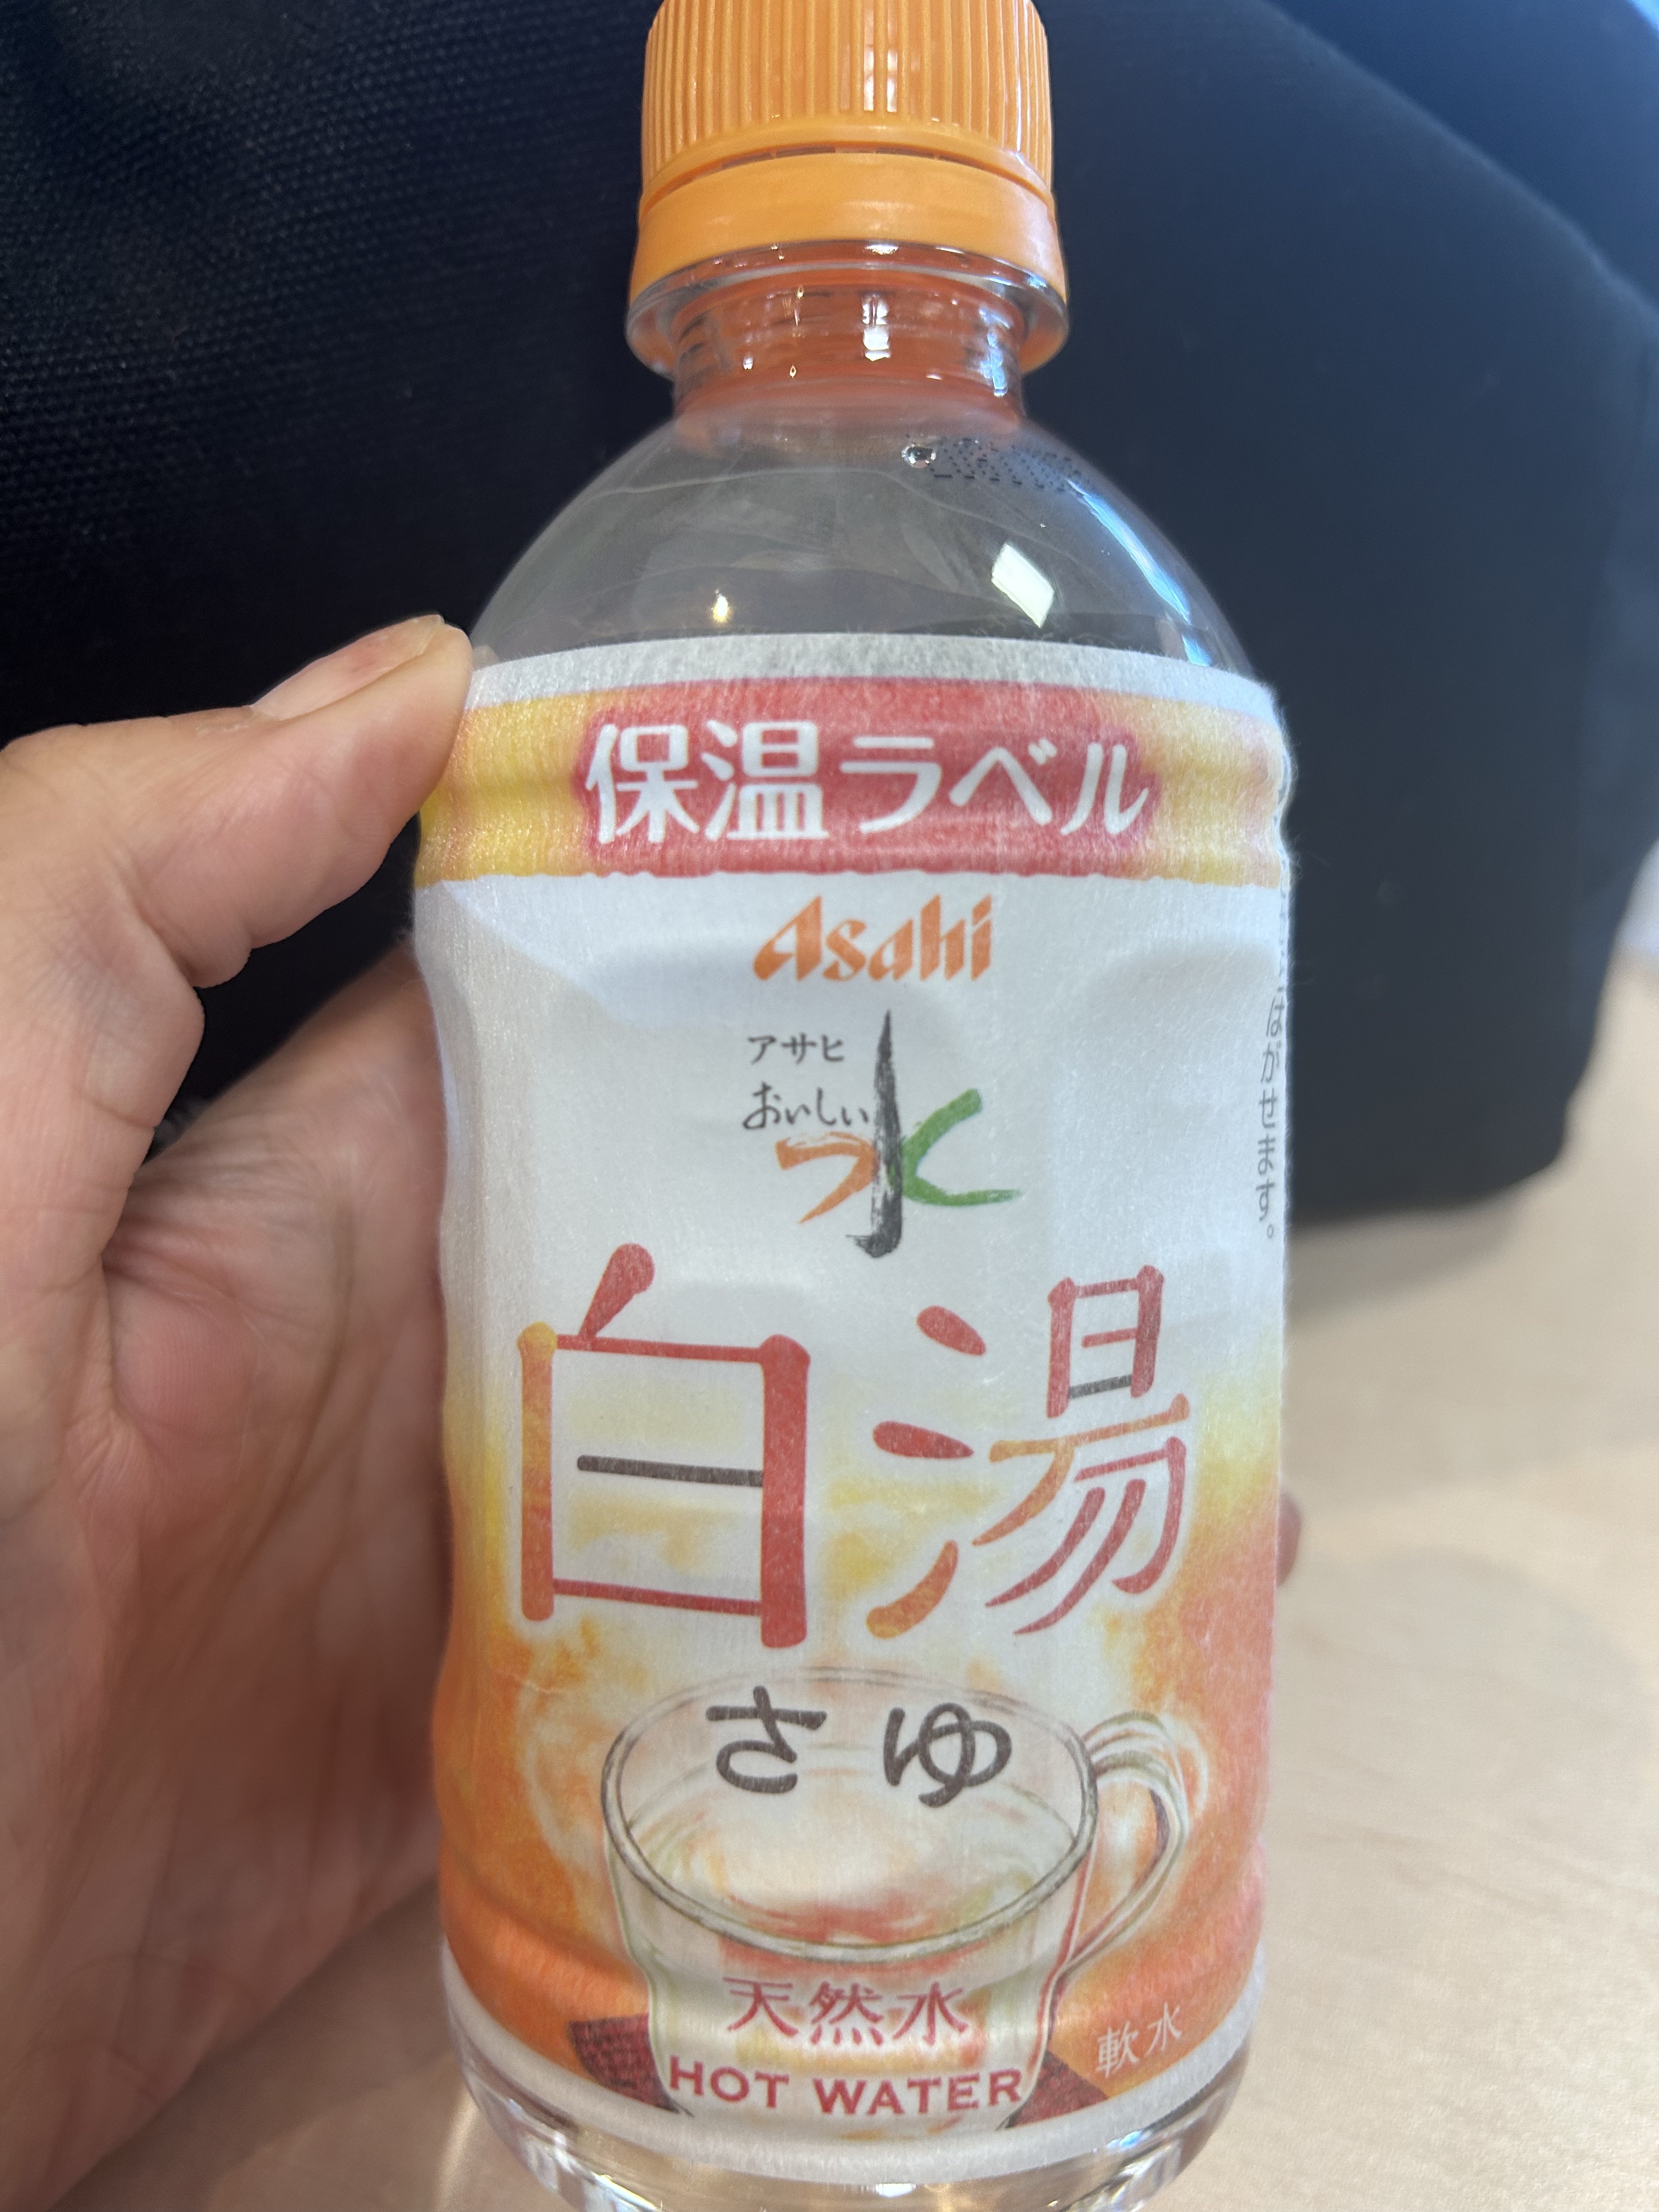 保温ラベル
Asahi
アサヒ
おいしい水
白湯
さゆ
天然水
HOT WATER
軟水
はがせます。